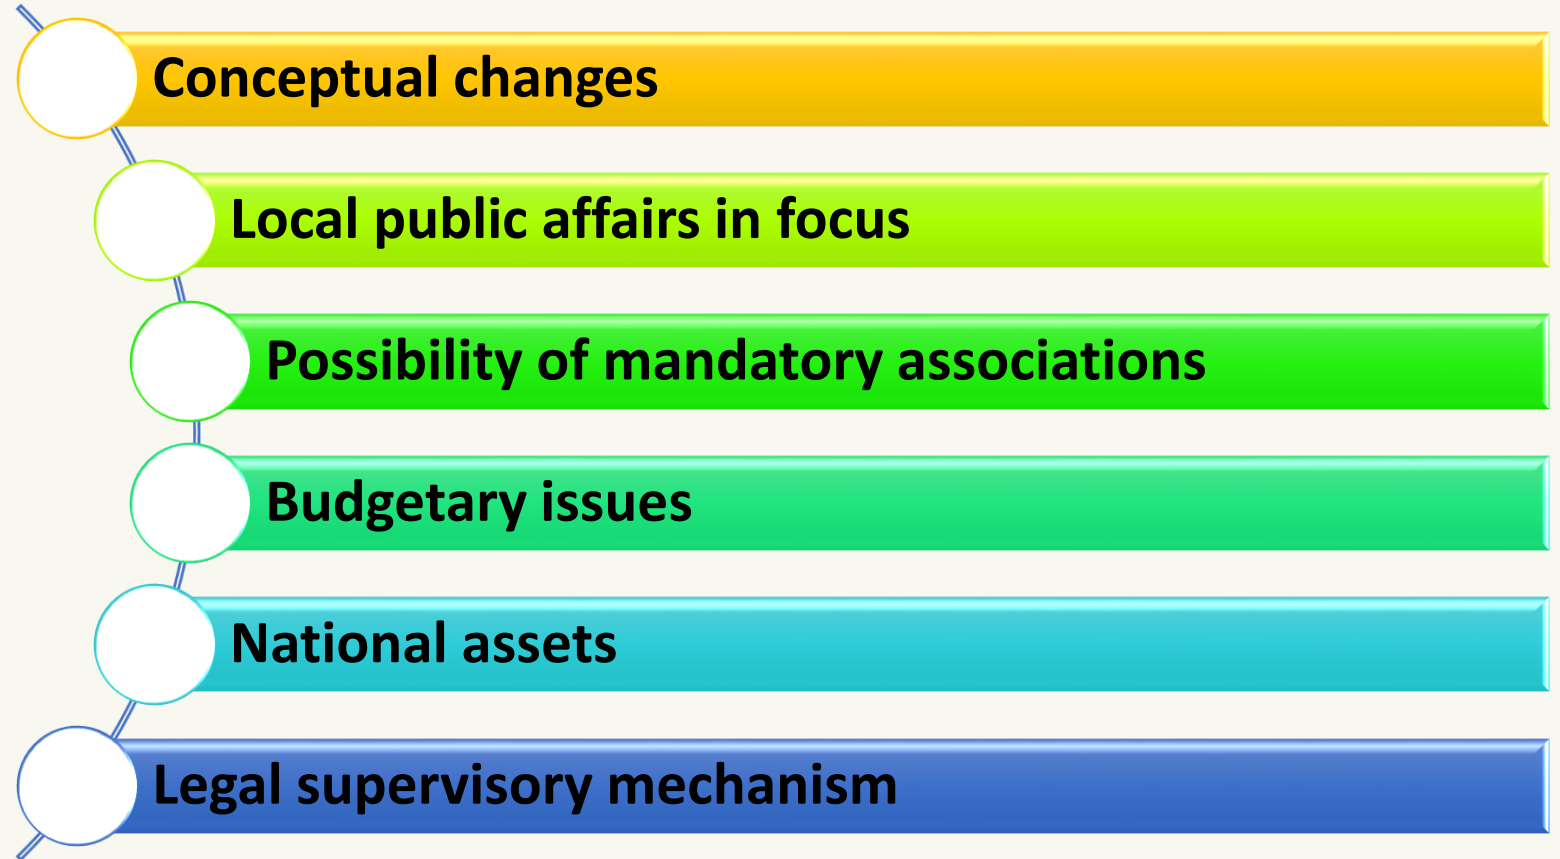 Conceptual changes
Local public affairs in focus
Possibility of mandatory associations
Budgetary issues
National assets
Legal supervisory mechanism